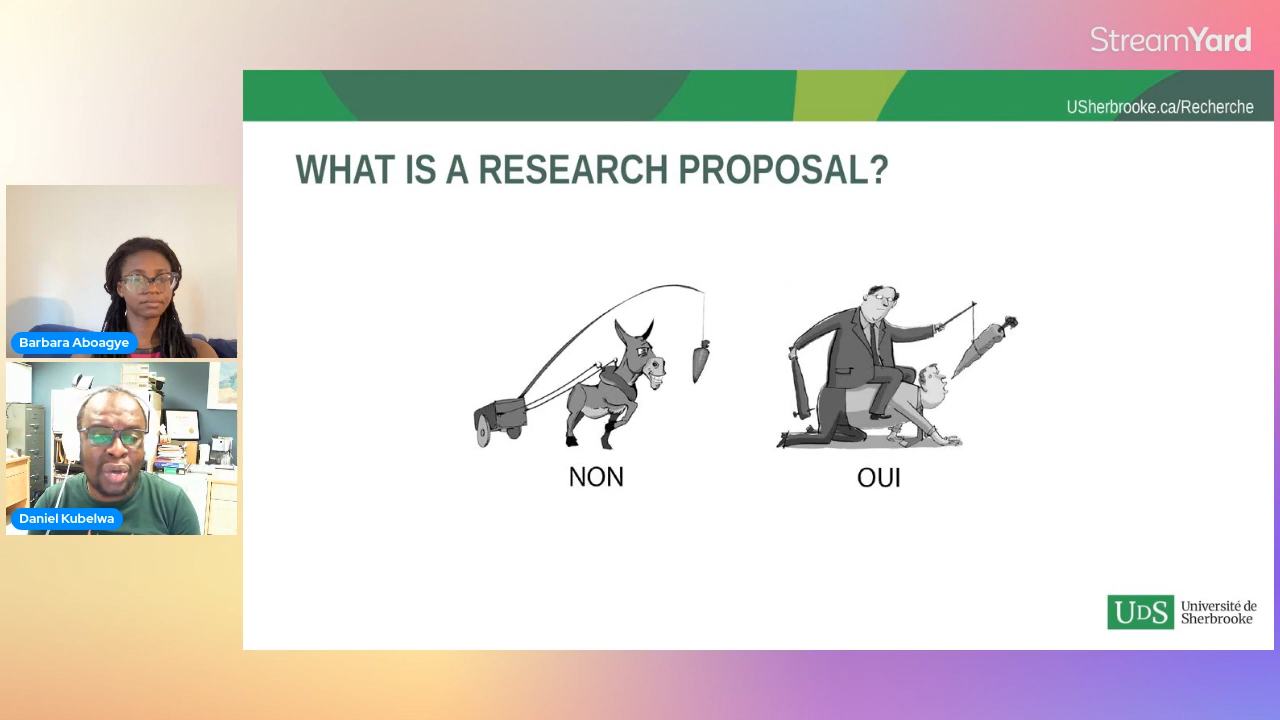 StreamYard
USherbrooke.ca/Recherche
WHAT IS A RESEARCH PROPOSAL?
Barbara Aboagye
Daniel Kubelwa
NON
OUI
UDS Université de
Sherbrooke